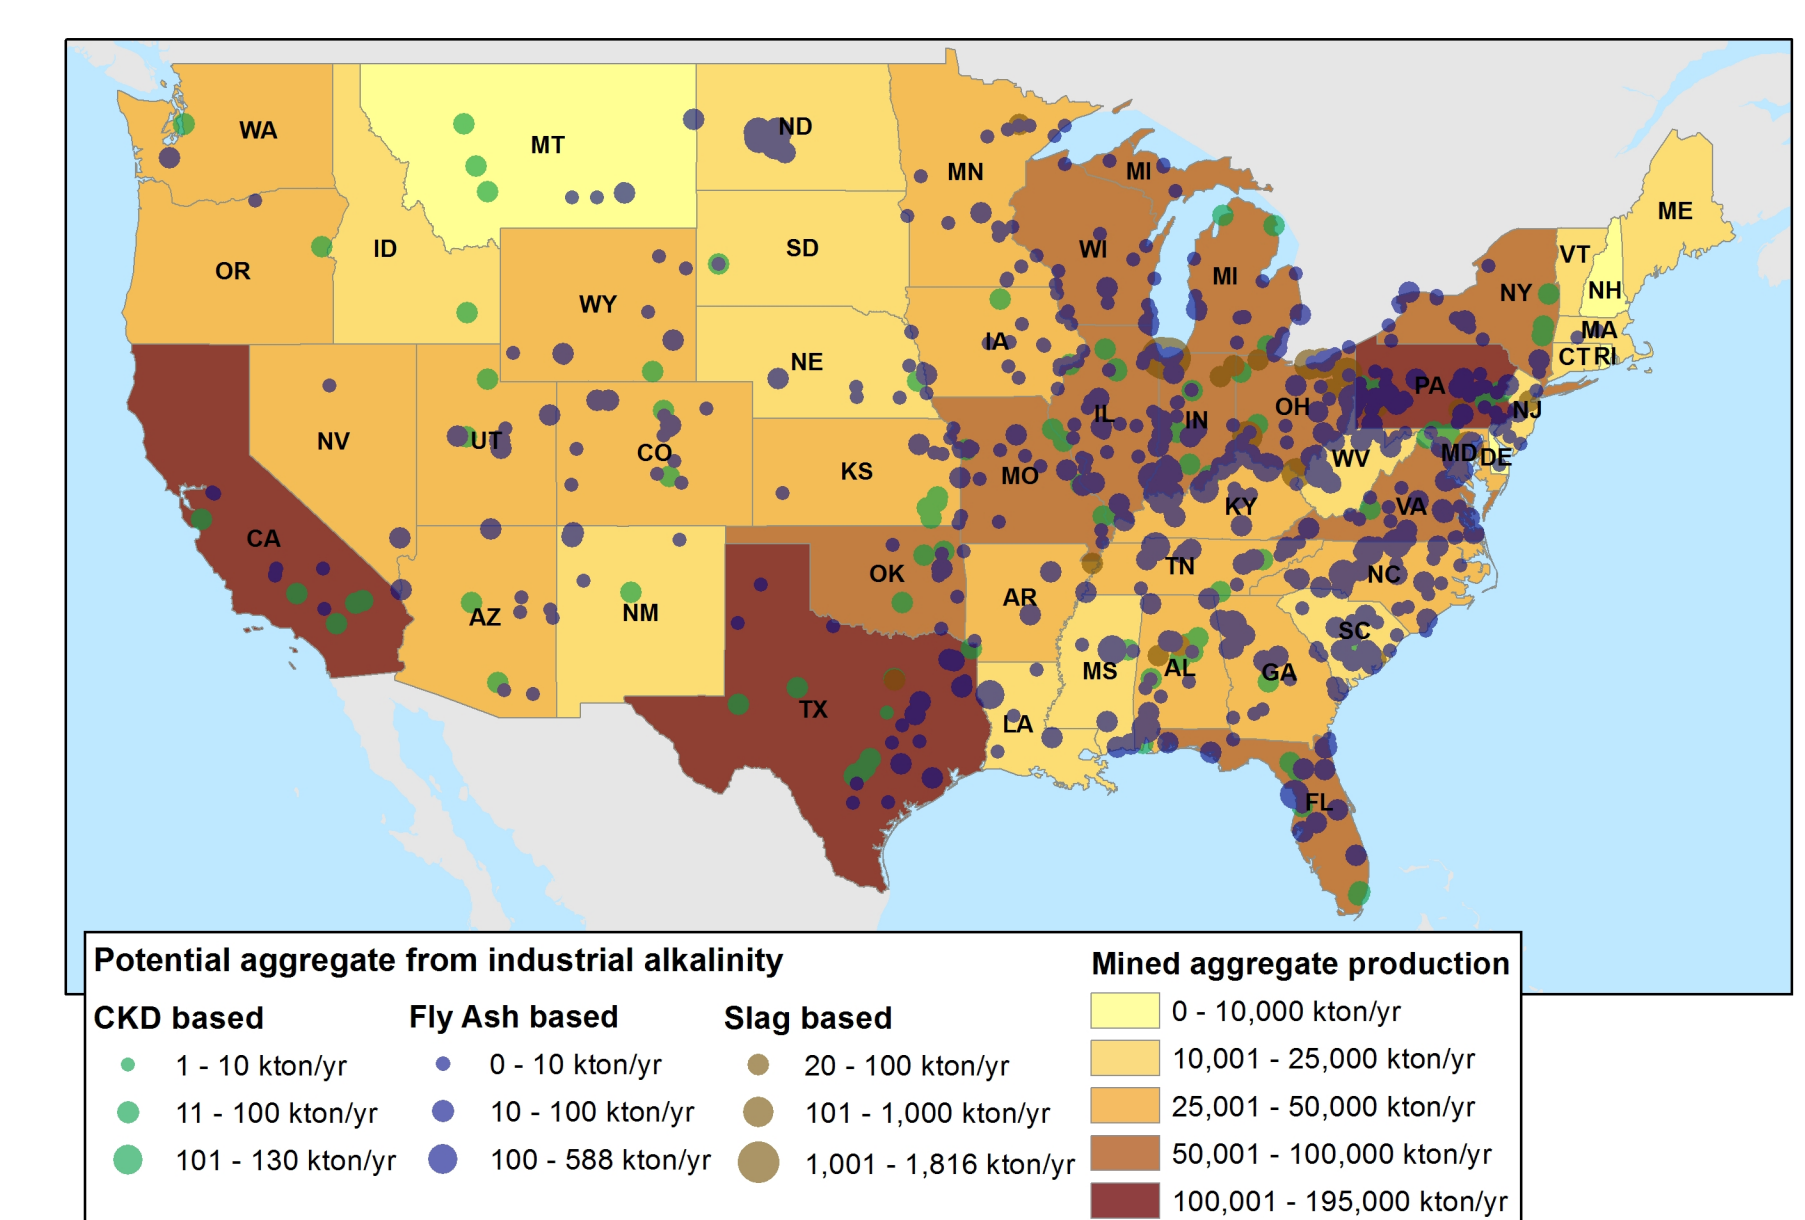 WA
MT
ND
MN
MI
ME
OR
ID
SD
WI
MI
VT
NH
NY
WY
MA
CT RI
NE
IA
PA
NJ
NV
UT
CO
KS
MO
IL
IN
OH
WV
MD
DE
VA
KY
CA
AZ
NM
OK
AR
TN
NC
SC
MS
AL
GA
TX
LA
FL
Potential aggregate from industrial alkalinity
CKD based
1 - 10 kton/yr
11 - 100 kton/yr
101 - 130 kton/yr
Fly Ash based
0 - 10 kton/yr
10 - 100 kton/yr
100 - 588 kton/yr
Slag based
20 - 100 kton/yr
101 - 1,000 kton/yr
1,001 - 1,816 kton/yr
Mined aggregate production
0 - 10,000 kton/yr
10,001 - 25,000 kton/yr
25,001 - 50,000 kton/yr
50,001 - 100,000 kton/yr
100,001 - 195,000 kton/yr